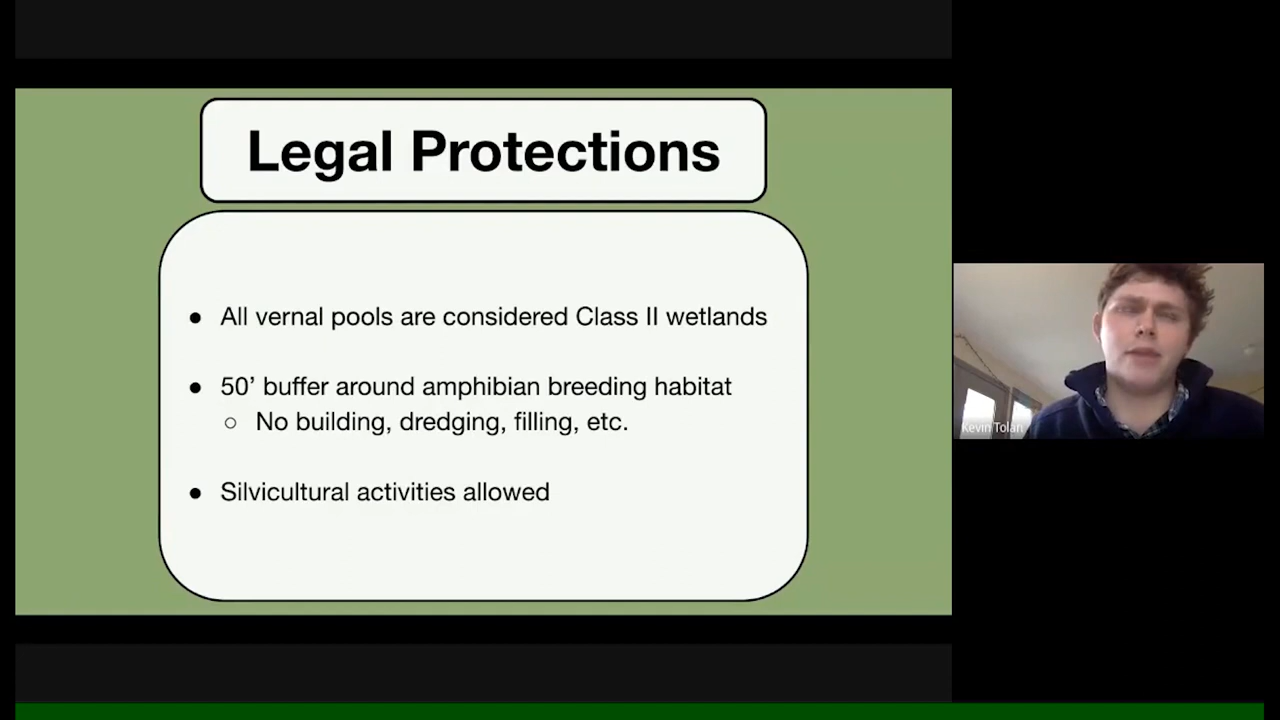 Legal Protections
● All vernal pools are considered Class II wetlands
● 50’ buffer around amphibian breeding habitat
○ No building, dredging, filling, etc.
● Silvicultural activities allowed
Kevin Tolan